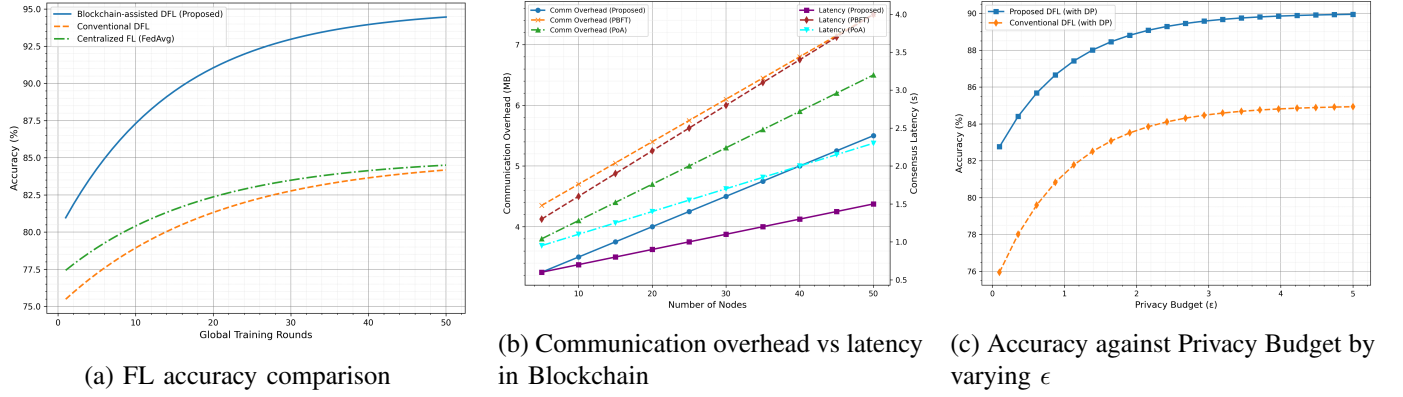 95.0
92.5
90.0
87.5
85.0
82.5
80.0
77.5
75.0
Accuracy (%)
Blockchain-assisted DFL (Proposed)
Conventional DFL
Centralized FL (FedAvg)
0
10
20
30
40
50
Global Training Rounds
(a) FL accuracy comparison
7
6
5
4
Communication Overhead (MB)
Comm Overhead (Proposed)
Comm Overhead (PBFT)
Comm Overhead (PoA)
Latency (Proposed)
Latency (PBFT)
Latency (PoA)
4.0
3.5
3.0
2.5
2.0
1.5
1.0
0.5
Consensus Latency (s)
10
20
30
40
50
Number of Nodes
(b) Communication overhead vs latency
in Blockchain
90
88
86
84
82
80
78
76
Accuracy (%)
Proposed DFL (with DP)
Conventional DFL (with DP)
0
1
2
3
4
5
Privacy Budget (ε)
(c) Accuracy against Privacy Budget by
varying ϵ